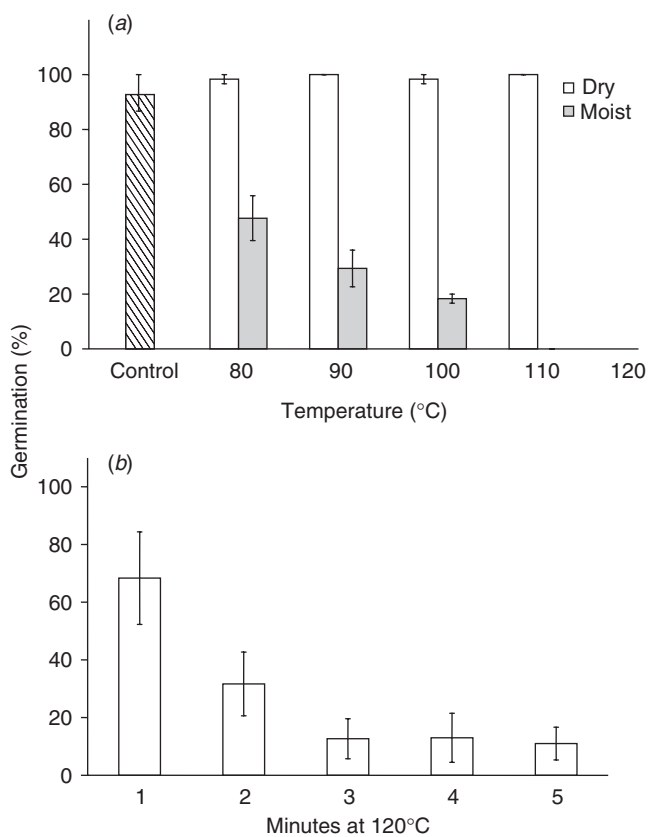 (a)
100
80
60
40
20
0
Dry
Moist
Control 80 90 100 110 120
Temperature (°C)
Germination (%)
(b)
100
80
60
40
20
0
1 2 3 4 5
Minutes at 120°C